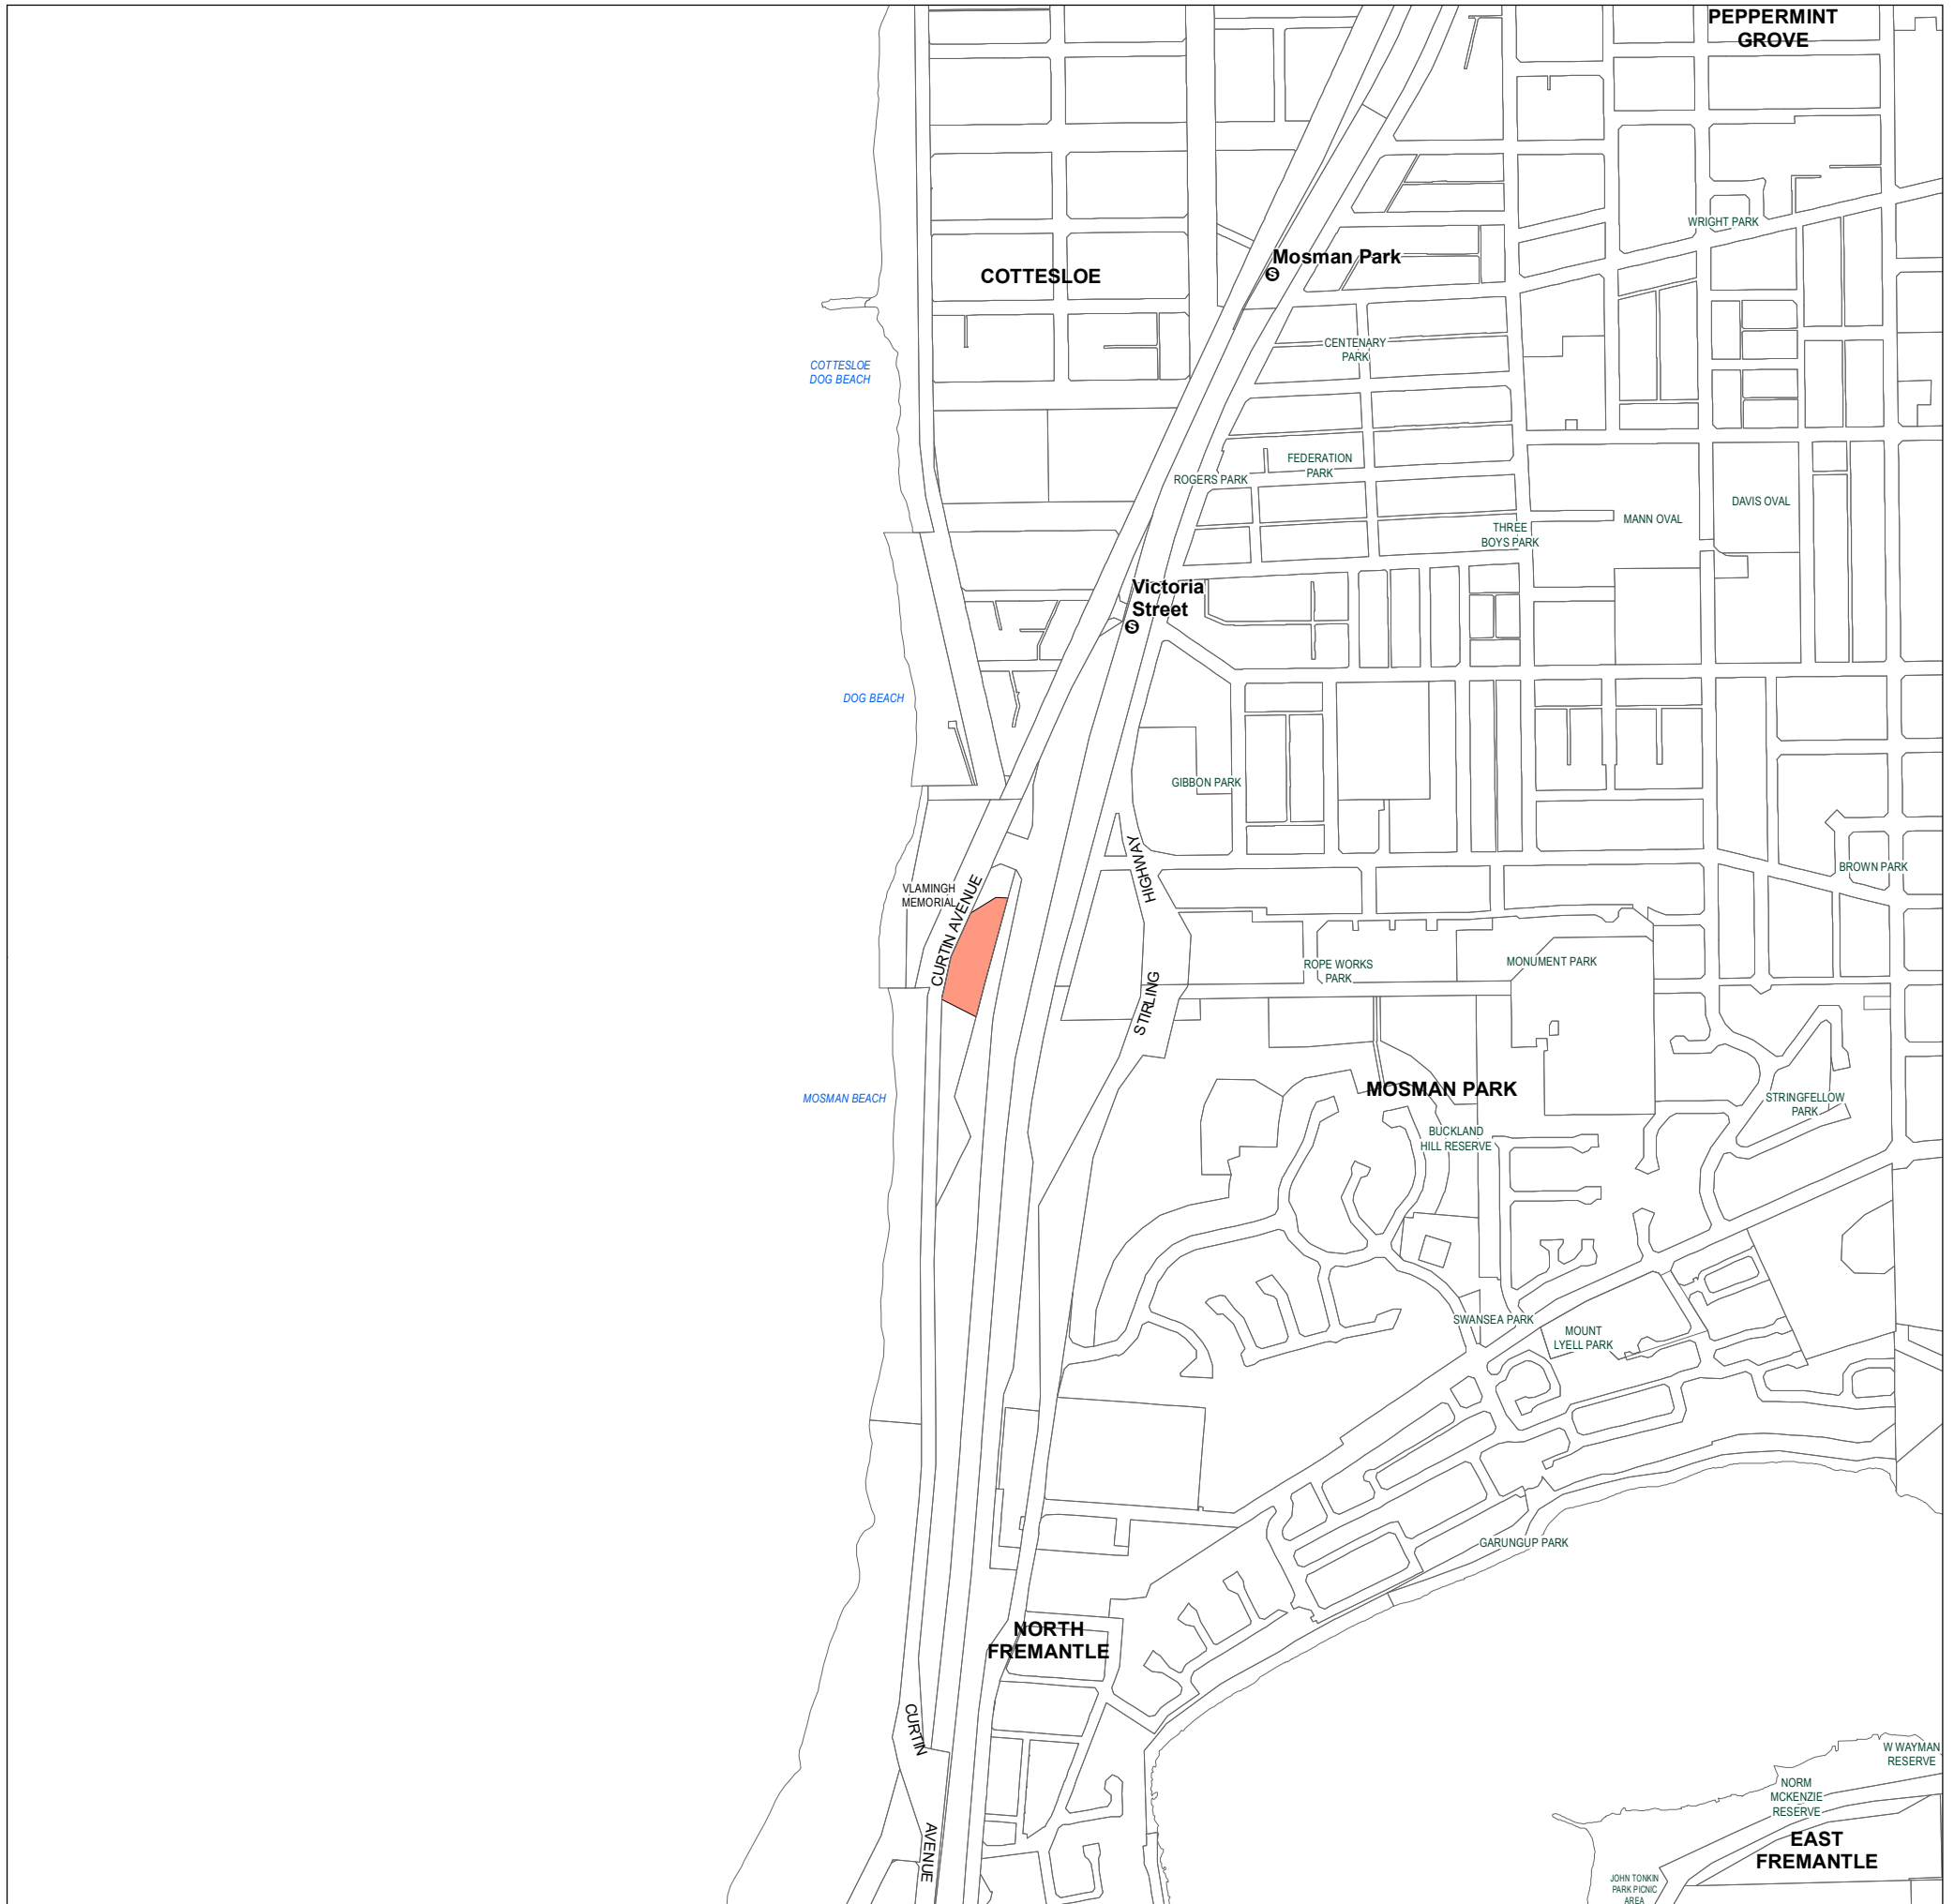 PEPPERMINT
GROVE
WRIGHT PARK
Mosman Park
S
COTTESLOE
CENTENARY
PARK
COTTESLOE
DOG BEACH
FEDERATION
PARK
ROGERS PARK
DAVIS OVAL
MANN OVAL
THREE
BOYS PARK
Victoria
Street
S
DOG BEACH
GIBBON PARK
HIGHWAY
BROWN PARK
VLAMINGH
MEMORIAL
CURTIN AVENUE
ROPE WORKS
PARK
MONUMENT PARK
STIRLING
MOSMAN PARK
MOSMAN BEACH
STRINGFELLOW
PARK
BUCKLAND
HILL RESERVE
SWANSEA PARK
MOUNT
LYELL PARK
GARUNGUP PARK
NORTH
FREMANTLE
CURTIN
AVENUE
W WAYMAN
RESERVE
NORM
MCKENZIE
RESERVE
EAST
FREMANTLE
JOHN TONKIN
PARK PICNIC
AREA